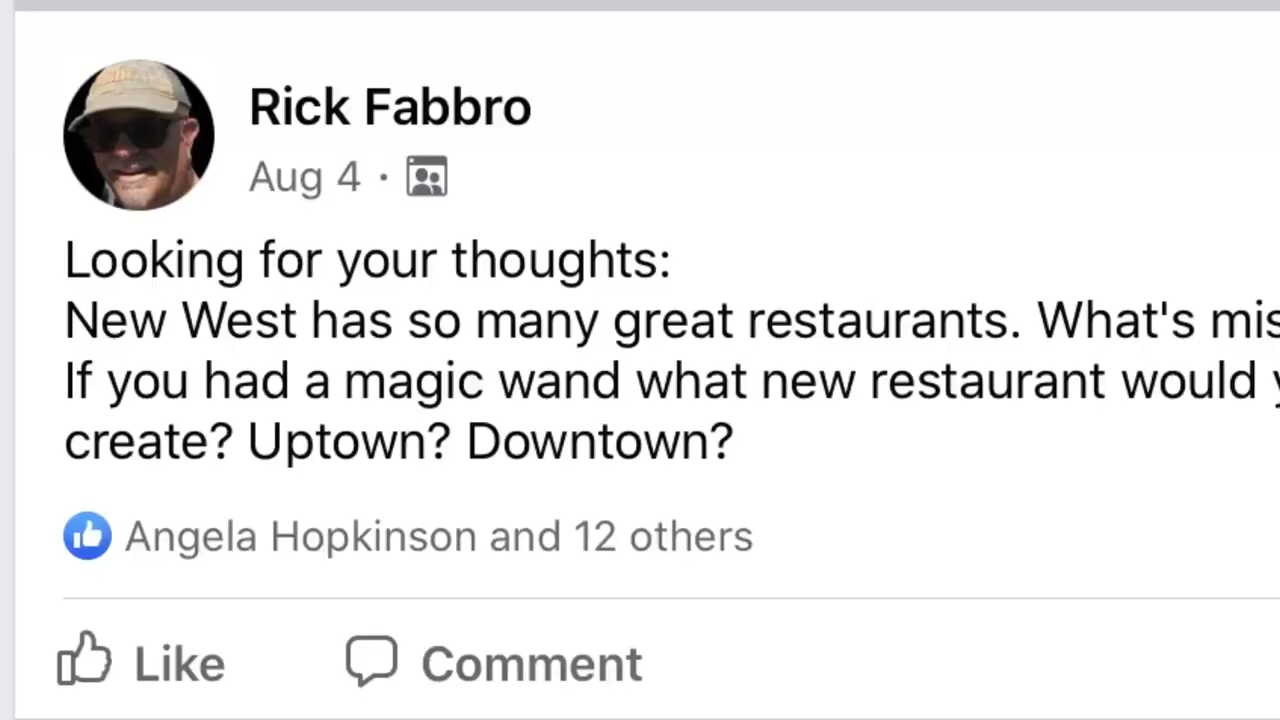 Rick Fabbro
Aug 4 ·
Looking for your thoughts:
New West has so many great restaurants. What's
If you had a magic wand what new restaurant would
create? Uptown? Downtown?
Angela Hopkinson and 12 others
Like Comment